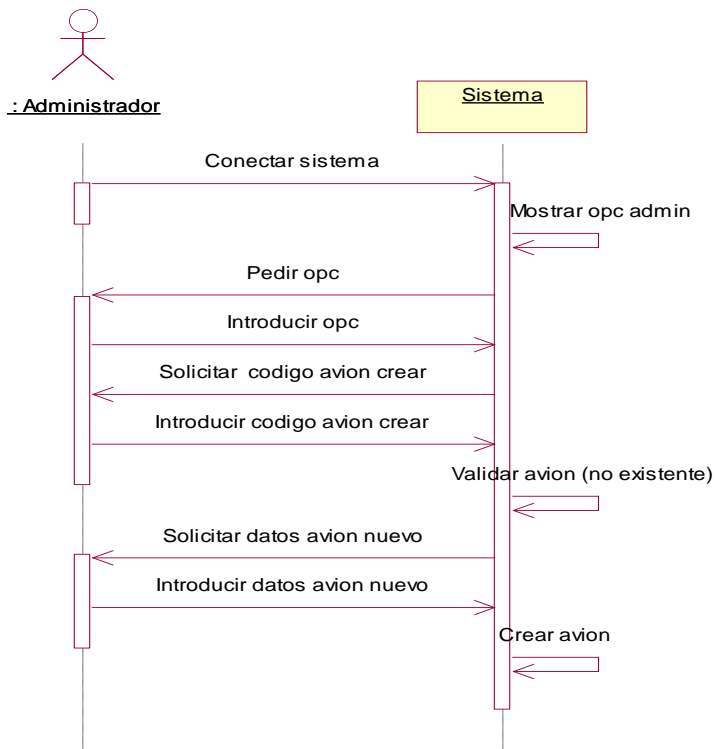 : Administrador
Sistema
Conectar sistema
Mostrar opc admin
Pedir opc
Introducir opc
Solicitar codigo avion crear
Introducir codigo avion crear
Validar avion (no existente)
Solicitar datos avion nuevo
Introducir datos avion nuevo
Crear avion